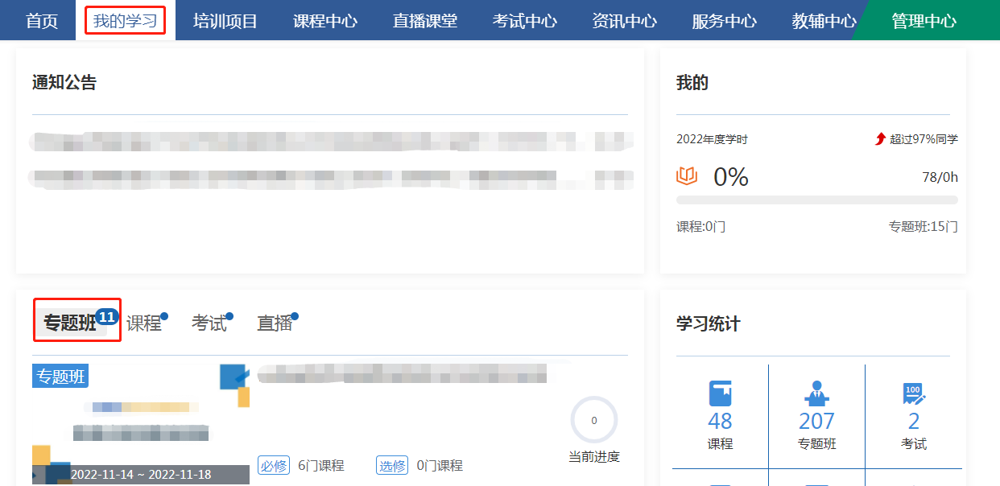 首页 我的学习 培训项目 课程中心 直播课堂 考试中心 资讯中心 服务中心 教辅中心 管理中心
通知公告
我的
2022年度学时 超过97%同学
0% 78/0h
课程:0门 专题班:15门
专题班 11 课程 考试 直播
专题班
2022-11-14 ~ 2022-11-18
必修 6门课程 选修 0门课程
0
当前进度
学习统计
100
48 207 2
课程 专题班 考试